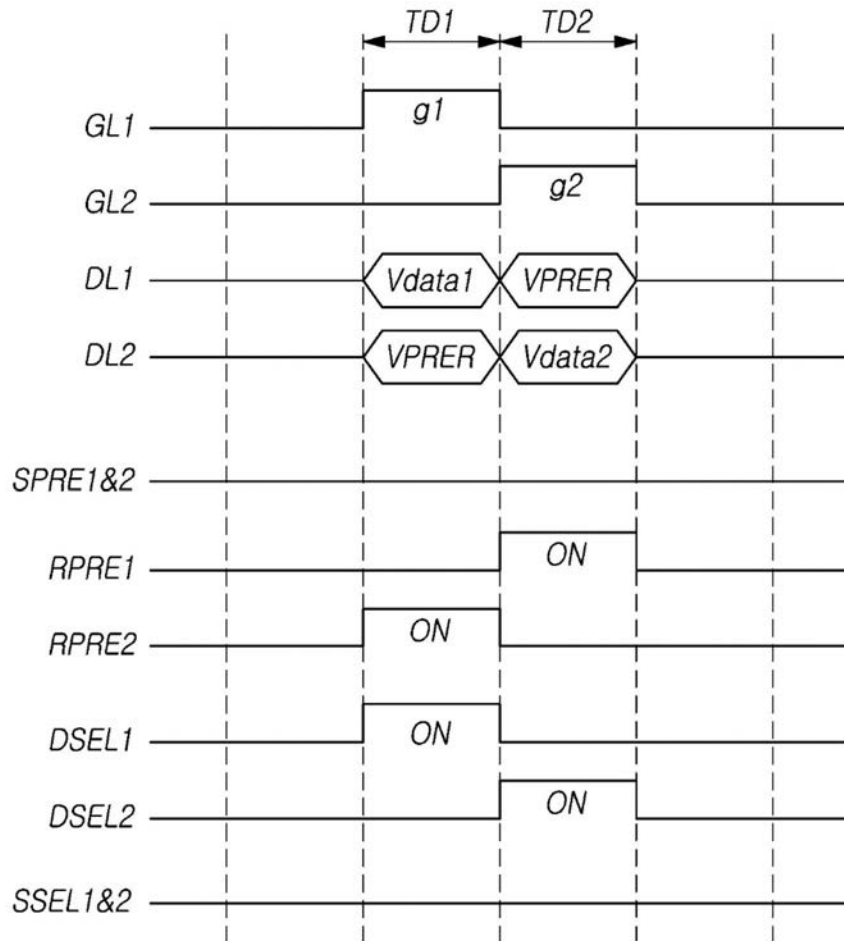 TD1 TD2
GL1 g1
GL2 g2
DL1 Vdata1 VPRER
DL2 VPRER Vdata2
SPRE1&2
RPRE1 ON
RPRE2 ON
DSEL1 ON
DSEL2 ON
SSEL1&2